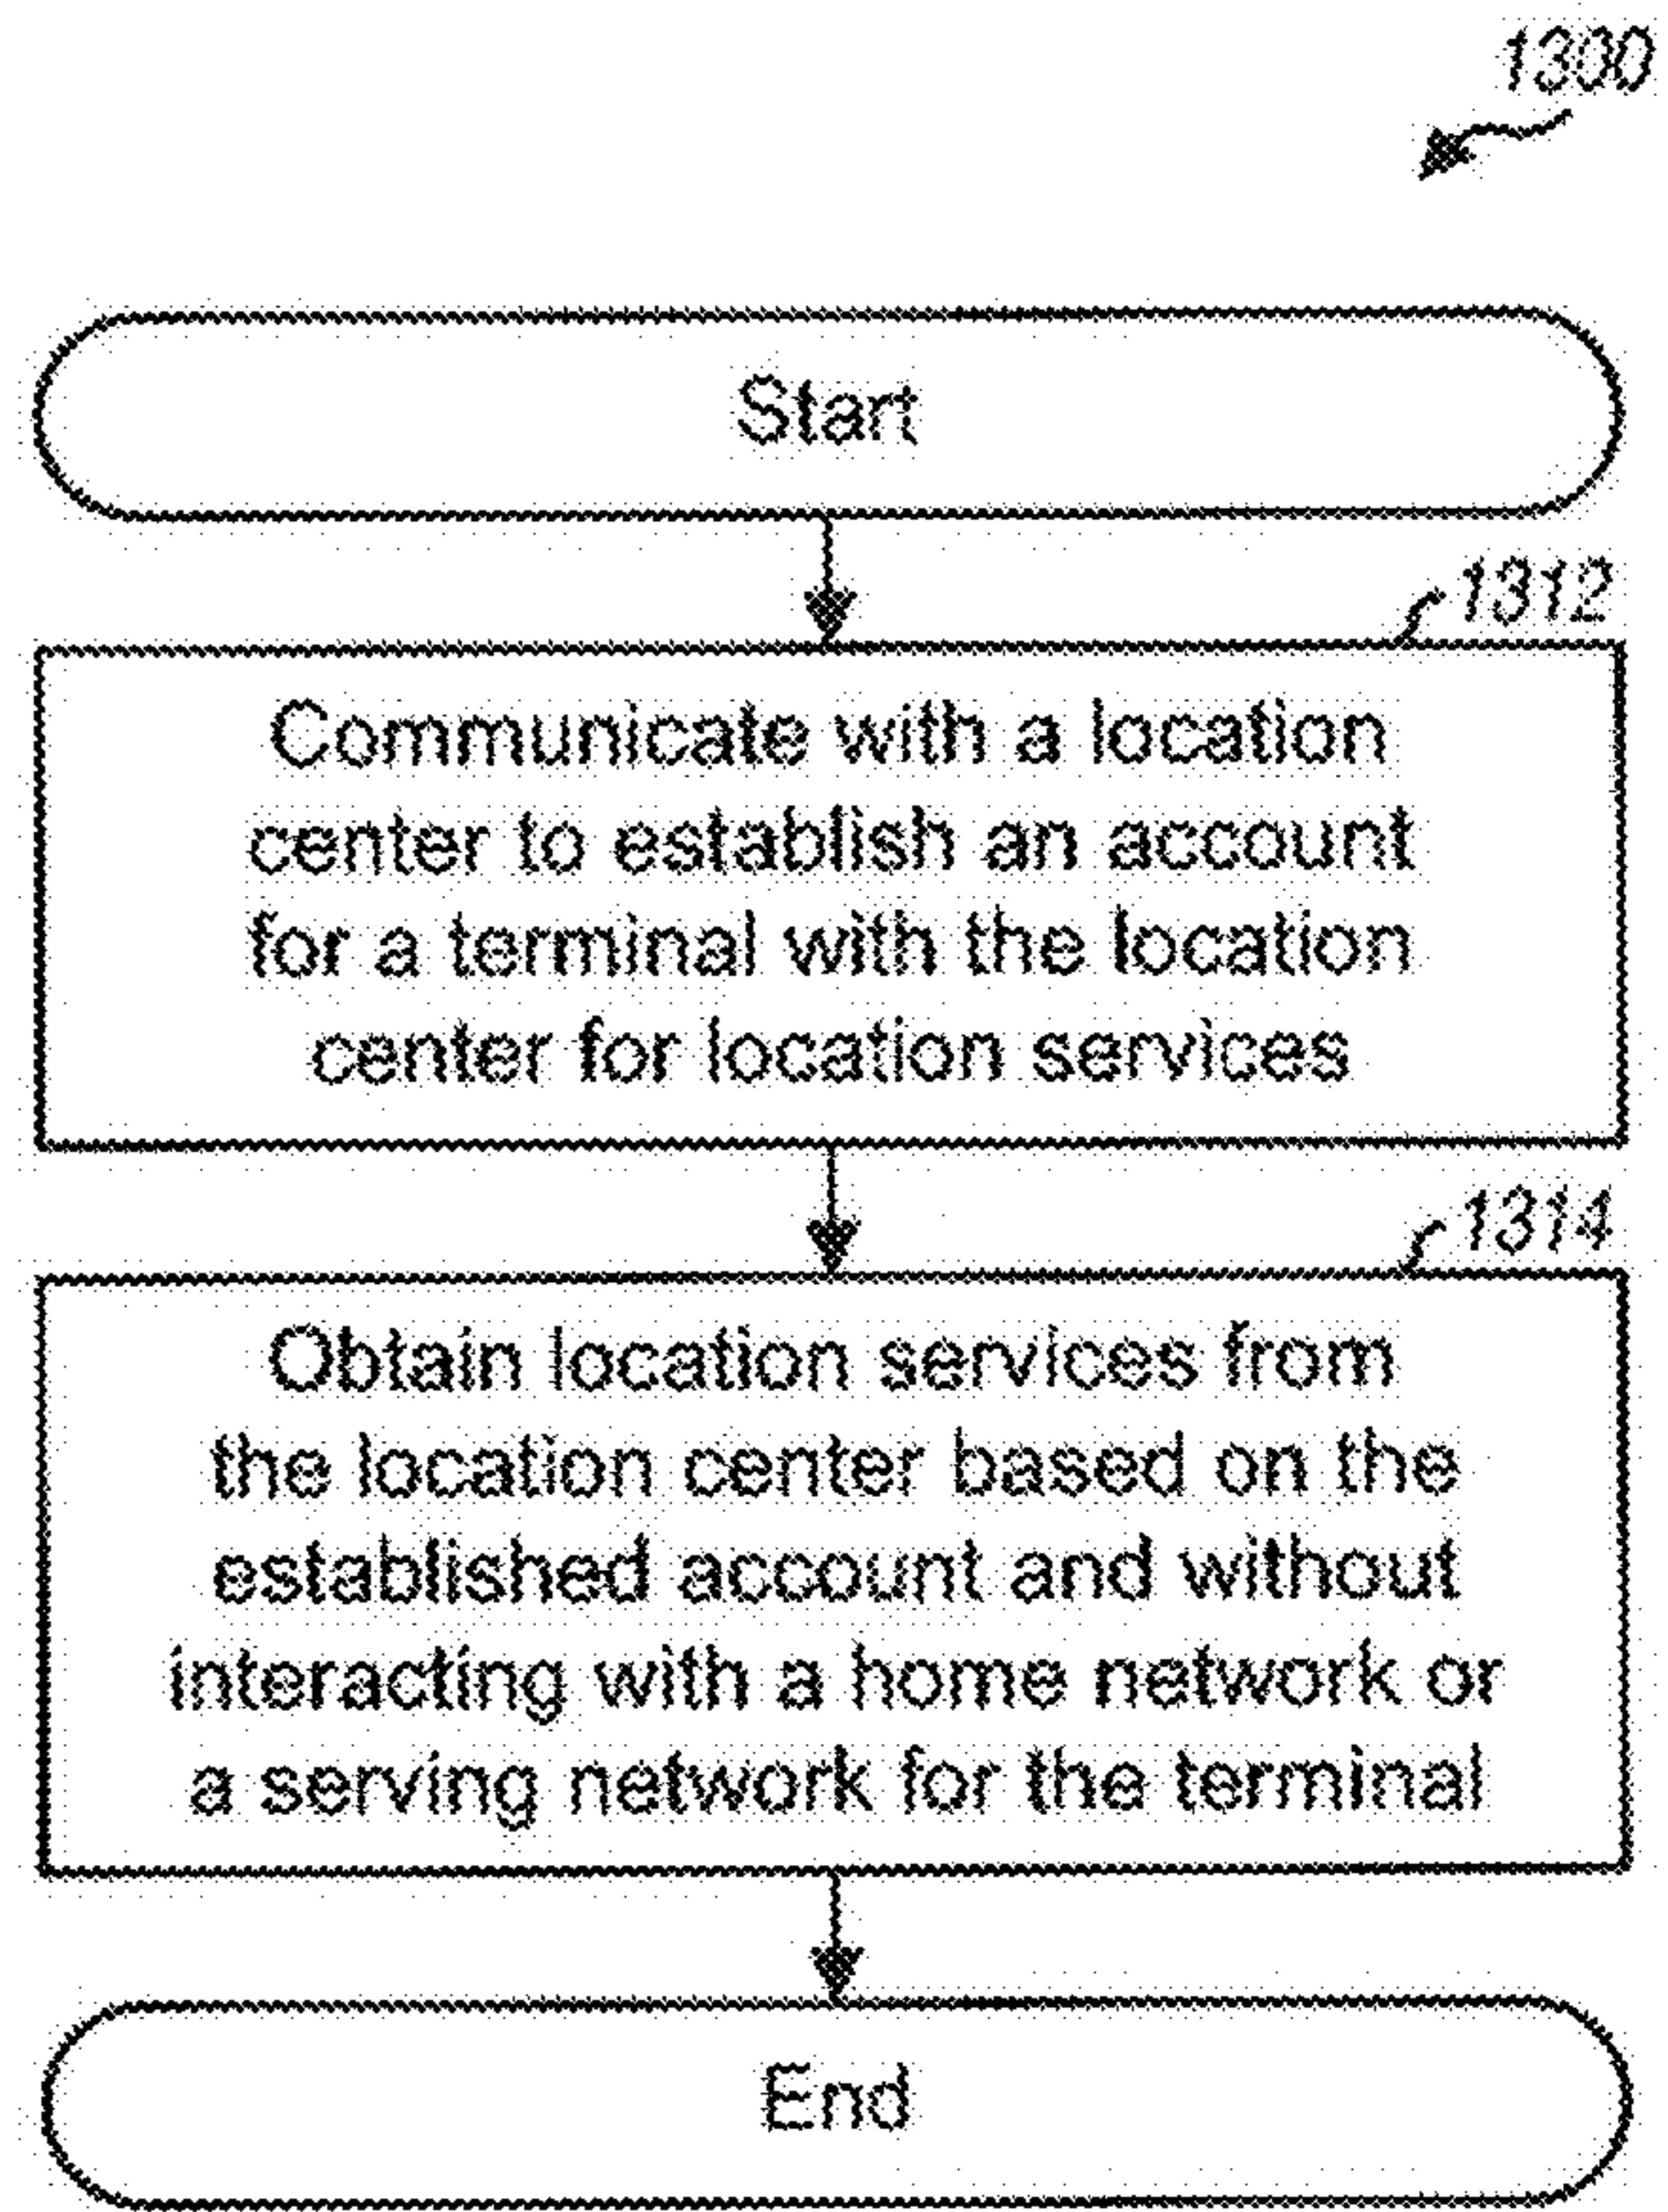 1300
Start
1312
Communicate with a location
center to establish an account
for a terminal with the location
center for location services
1314
Obtain location services from
the location center based on the
established account and without
interacting with a home network or
a serving network for the terminal
End